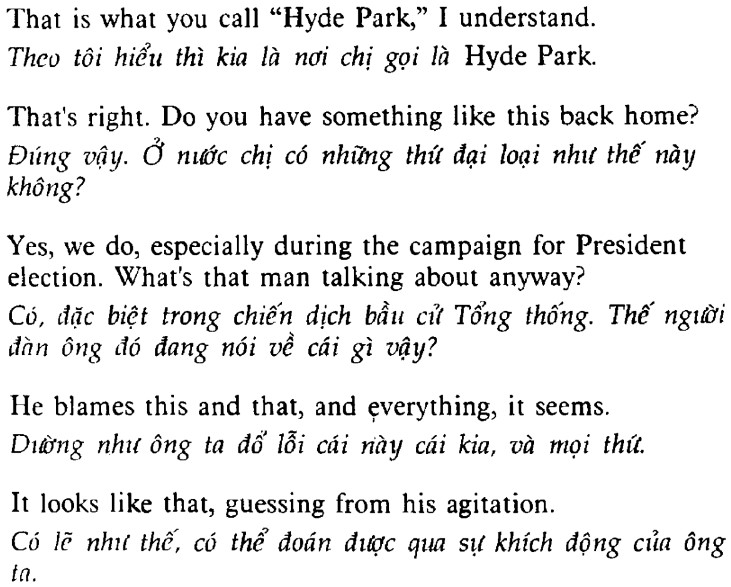 That is what you call “Hyde Park,” I understand.
Theo tôi hiểu thì kia là nơi chị gọi là Hyde Park.
That's right. Do you have something like this back home?
Đúng vậy. Ở nước chị có những thứ đại loại như thế này
không?
Yes, we do, especially during the campaign for President
election. What's that man talking about anyway?
Có, đặc biệt trong chiến dịch bầu cử Tổng thống. Thế người
đàn ông đó đang nói về cái gì vậy?
He blames this and that, and everything, it seems.
Dường như ông ta đổ lỗi cái này cái kia, và mọi thứ.
It looks like that, guessing from his agitation.
Có lẽ như thế, có thể đoán được qua sự khích động của ông
ta.